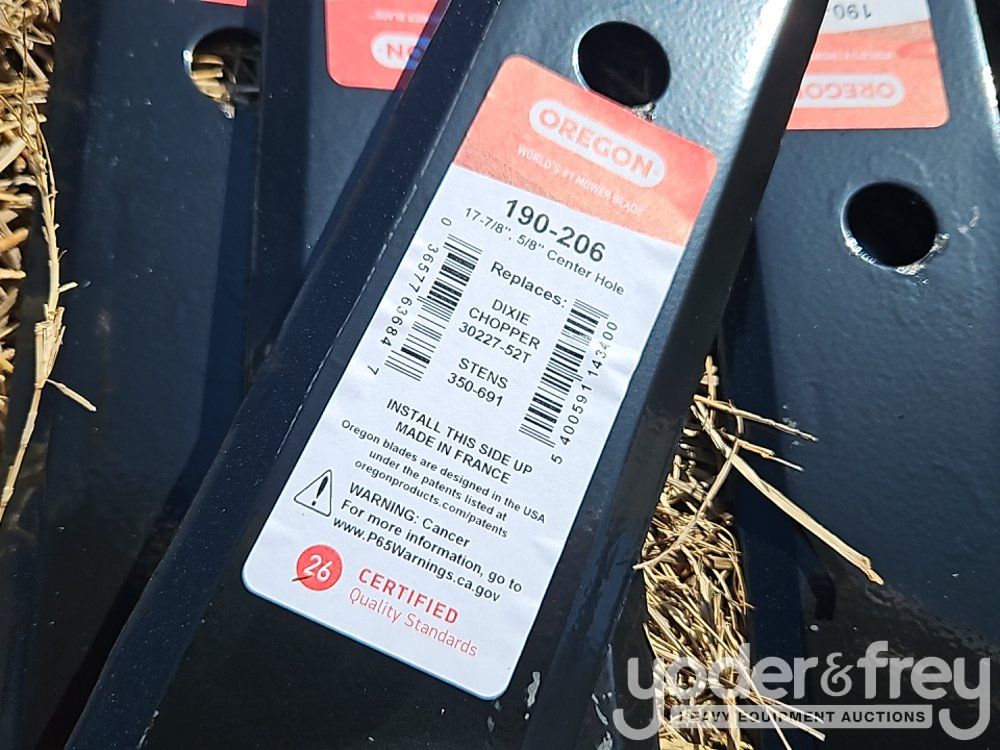 OREGON
WORLD'S #1 MOWER BLADE
190-206
17-7/8", 5/8" Center Hole
Replaces:
DIXIE
CHOPPER
30227-52T
STENS
350-691
0 36577 63684 7
5 400591 143700
INSTALL THIS SIDE UP
MADE IN FRANCE
Oregon blades are designed in the USA
under the patents listed at
oregonproducts.com/patents
WARNING: Cancer
For more information, go to
www.P65Warnings.ca.gov
26
CERTIFIED
Quality Standards
ON
190-
OREGON
yoder&frey
HEAVY EQUIPMENT AUCTIONS